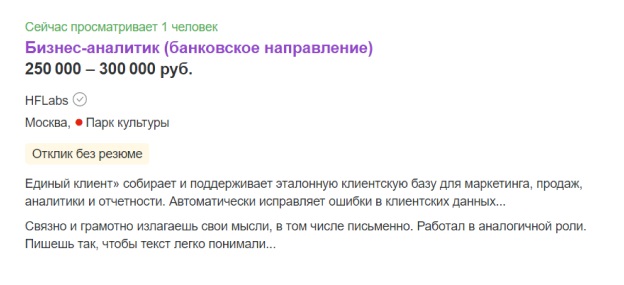 Сейчас просматривает 1 человек
Бизнес-аналитик (банковское направление)
250 000 – 300 000 руб.
HFLabs
Москва, Парк культуры
Отклик без резюме
Единый клиент» собирает и поддерживает эталонную клиентскую базу для маркетинга, продаж,
аналитики и отчетности. Автоматически исправляет ошибки в клиентских данных...
Связно и грамотно излагаешь свои мысли, в том числе письменно. Работал в аналогичной роли.
Пишешь так, чтобы текст легко понимали...